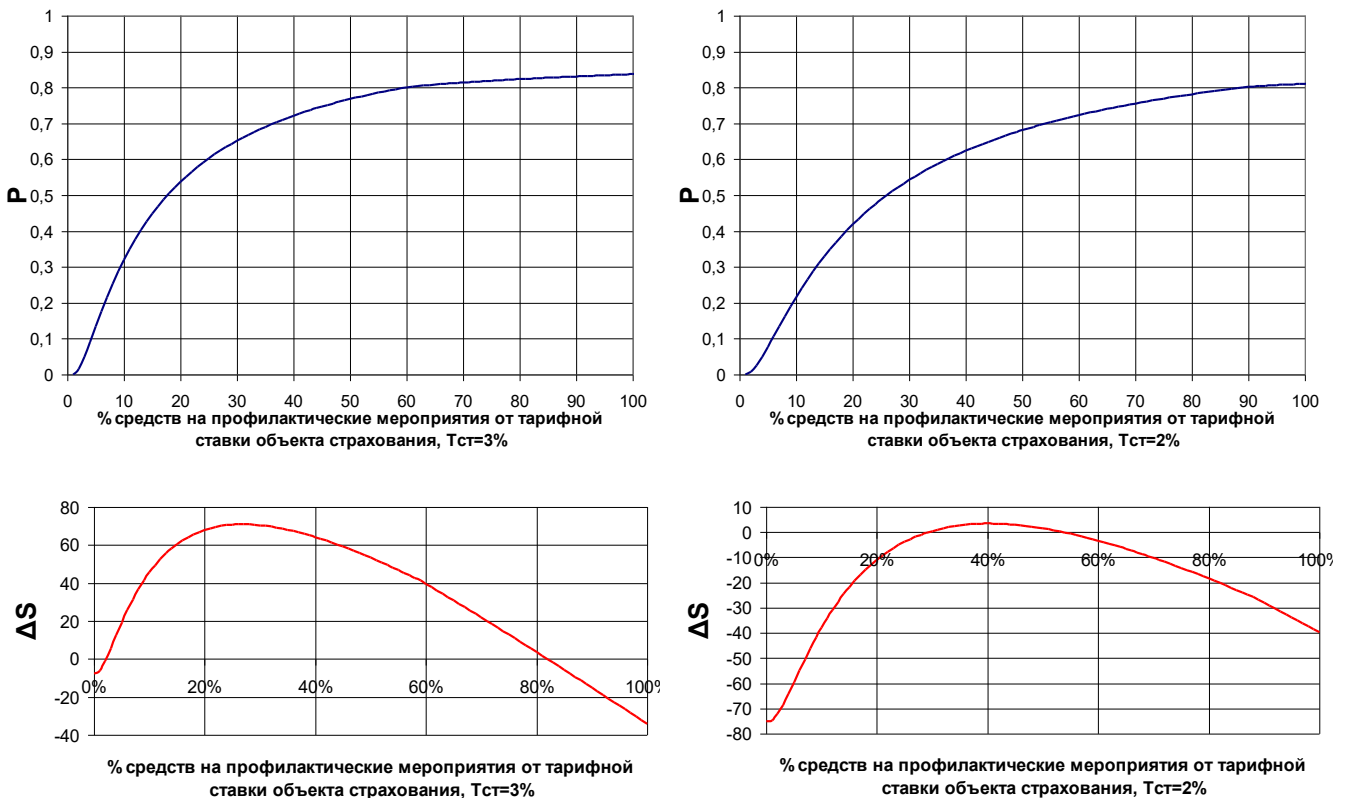 1
0,9
0,8
0,7
0,6
0,5
0,4
0,3
0,2
0,1
0
P
0 10 20 30 40 50 60 70 80 90 100
% средств на профилактические мероприятия от тарифной
ставки объекта страхования, Тст=3%
1
0,9
0,8
0,7
0,6
0,5
0,4
0,3
0,2
0,1
0
P
0 10 20 30 40 50 60 70 80 90 100
% средств на профилактические мероприятия от тарифной
ставки объекта страхования, Тст=2%
80
60
40
20
0
-20
-40
ΔS
0% 20% 40% 60% 80% 100%
% средств на профилактические мероприятия от тарифной
ставки объекта страхования, Тст=3%
10
0
-10
-20
-30
-40
-50
-60
-70
-80
ΔS
0% 20% 40% 60% 80% 100%
% средств на профилактические мероприятия от тарифной
ставки объекта страхования, Тст=2%